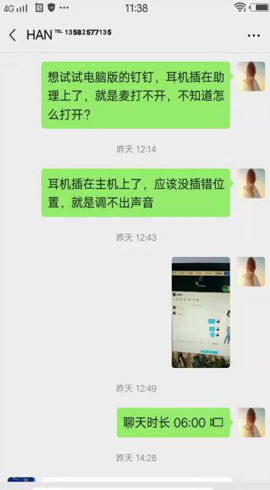 4G 11:38
HAN TEL 13582577135
想试试电脑版的钉钉，耳机插在助
理上了，就是麦打不开，不知道怎
么打开？
昨天 12:14
耳机插在主机上了，应该没插错位
置，就是调不出声音
昨天 12:43
昨天 12:49
聊天时长 06:00
昨天 14:28